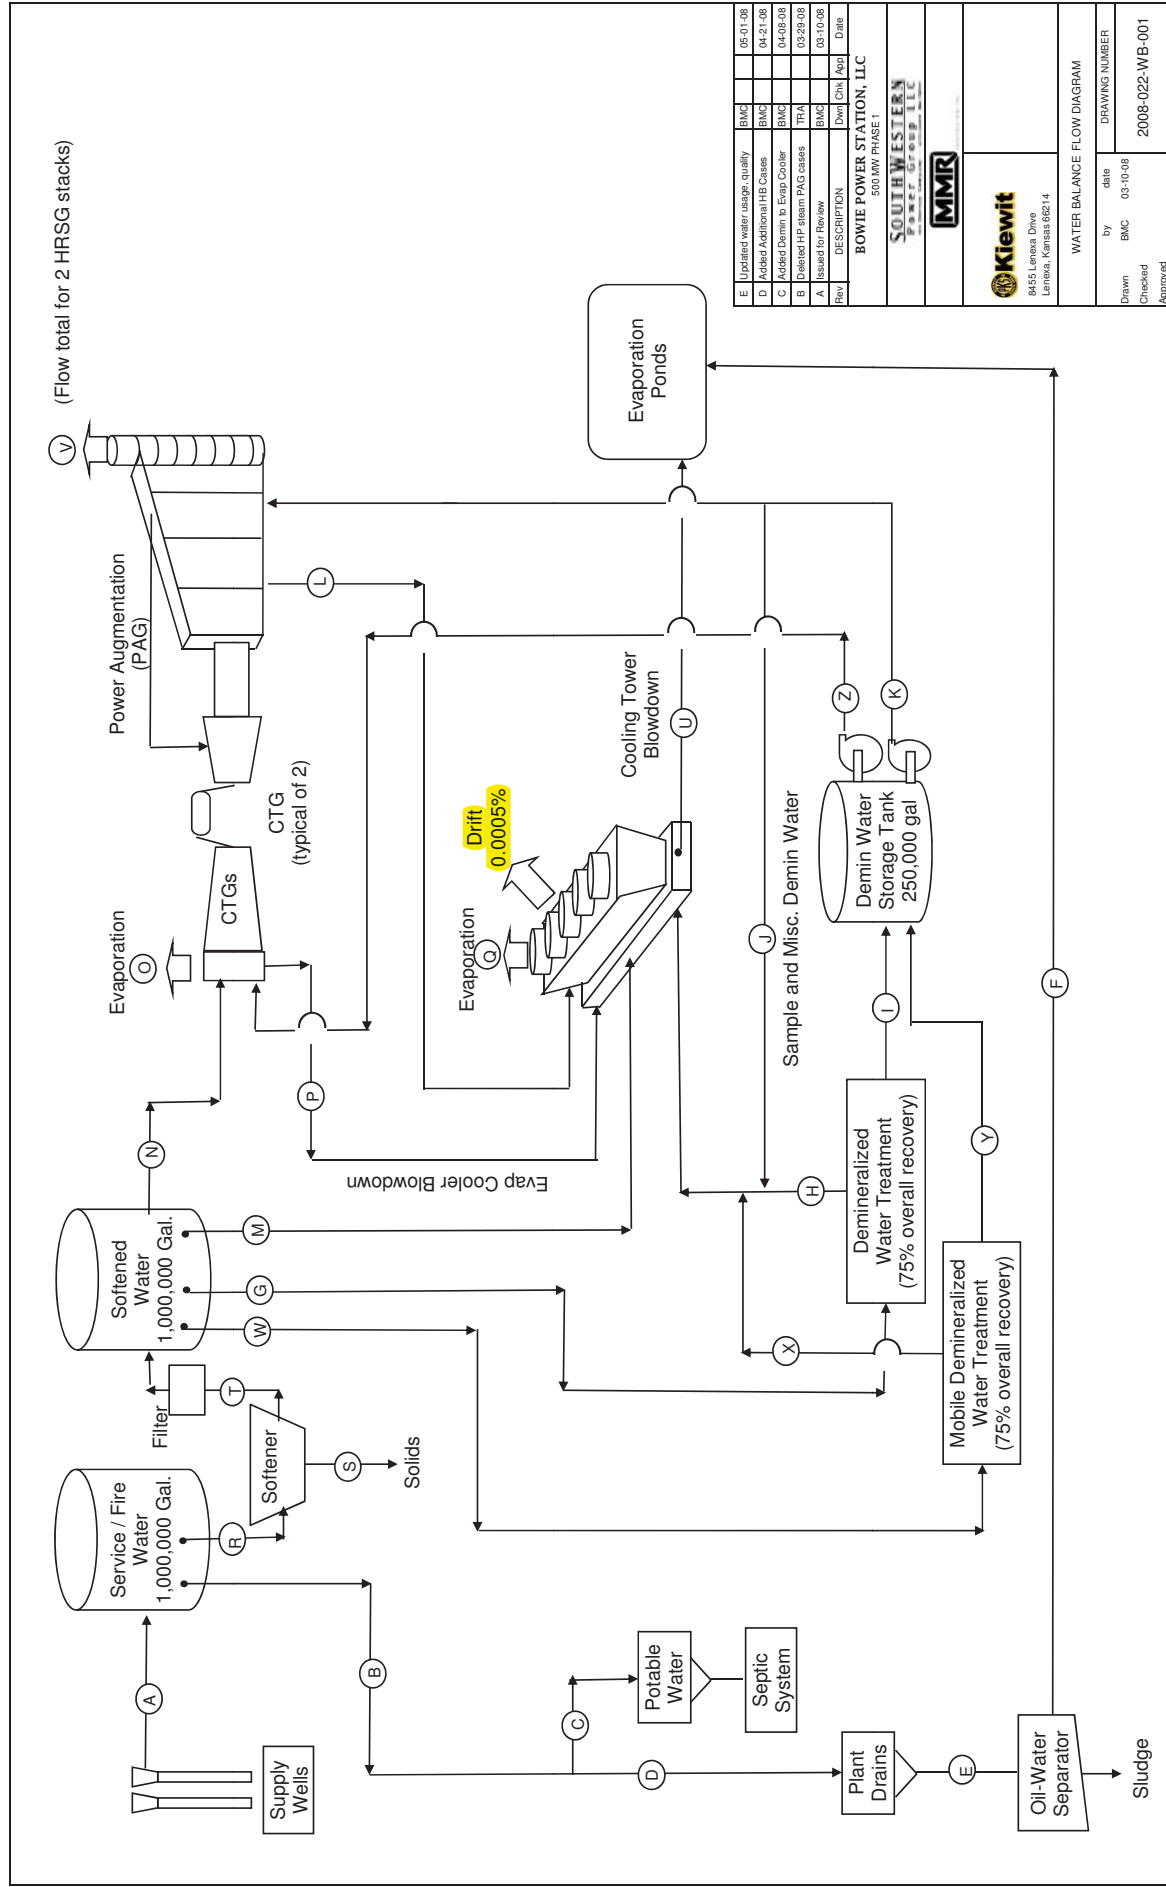 (Flow total for 2 HRSG stacks)
V
Power Augmentation
(PAG)
CTG
(typical of 2)
CTGs
Evaporation
O
L
P
N
Evap Cooler Blowdown
Softened
Water
1,000,000 Gal.
M
G
W
Filter
T
Softener
S
Solids
Service / Fire
Water
1,000,000 Gal.
R
A
Supply
Wells
B
C
Potable
Water
Septic
System
D
Plant
Drains
E
Oil-Water
Separator
Sludge
Evaporation
Q
Drift
0.0005%
Cooling Tower
Blowdown
U
Evaporation
Ponds
Sample and Misc. Demin Water
J
H
X
Demineralized
Water Treatment
(75% overall recovery)
Mobile Demineralized
Water Treatment
(75% overall recovery)
I
Y
Demin Water
Storage Tank
250,000 gal
Z
K
F
E Updated water usage, quality BMC 05-01-08
D Added Additional HB Cases BMC 04-21-08
C Added Demin to Evap Cooler BMC 04-08-08
B Deleted HP steam PAG cases TRA 03-29-08
A Issued for Review BMC 03-10-08
Rev DESCRIPTION Dwn Chk App Date
BOWIE POWER STATION, LLC
500 MW PHASE 1
SOUTHWESTERN
Power Group LLC
MMR
Kiewit
8455 Lenexa Drive
Lenexa, Kansas 66214
WATER BALANCE FLOW DIAGRAM
by date DRAWING NUMBER
Drawn BMC 03-10-08 2008-022-WB-001
Checked
Approved